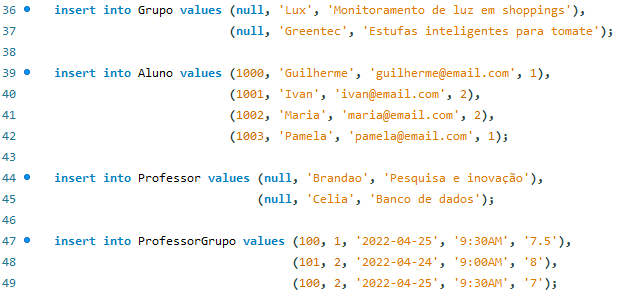 36 insert into Grupo values (null, 'Lux', 'Monitoramento de luz em shoppings'),
37 (null, 'Greentec', 'Estufas inteligentes para tomate');
38
39 insert into Aluno values (1000, 'Guilherme', 'guilherme@email.com', 1),
40 (1001, 'Ivan', 'ivan@email.com', 2),
41 (1002, 'Maria', 'maria@email.com', 2),
42 (1003, 'Pamela', 'pamela@email.com', 1);
43
44 insert into Professor values (null, 'Brandao', 'Pesquisa e inovação'),
45 (null, 'Celia', 'Banco de dados');
46
47 insert into ProfessorGrupo values (100, 1, '2022-04-25', '9:30AM', '7.5'),
48 (101, 2, '2022-04-24', '9:00AM', '8'),
49 (100, 2, '2022-04-25', '9:30AM', '7');